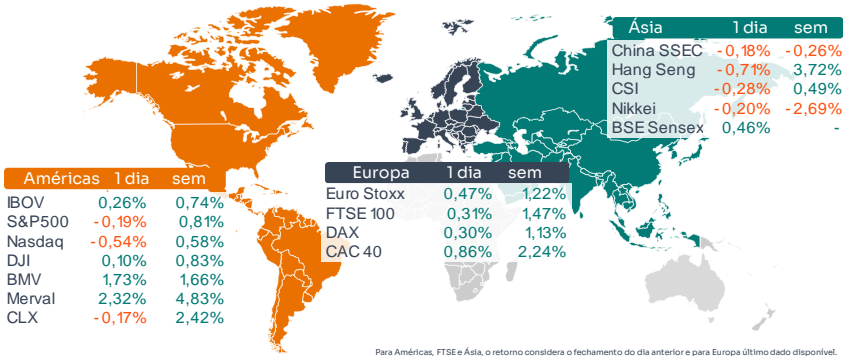 Ásia 1 dia sem
China SSEC -0,18% -0,26%
Hang Seng -0,71% 3,72%
CSI -0,28% 0,49%
Nikkei -0,20% -2,69%
BSE Sensex 0,46% -
Américas 1 dia sem
IBOV 0,26% 0,74%
S&P500 -0,19% 0,81%
Nasdaq -0,54% 0,58%
DJI 0,10% 0,83%
BMV 1,73% 1,66%
Merval 2,32% 4,83%
CLX -0,17% 2,42%
Europa 1 dia sem
Euro Stoxx 0,47% 1,22%
FTSE 100 0,31% 1,47%
DAX 0,30% 1,13%
CAC 40 0,86% 2,24%
Para Américas, FTSE e Ásia, o retorno considera o fechamento do dia anterior e para Europa último dado disponível.